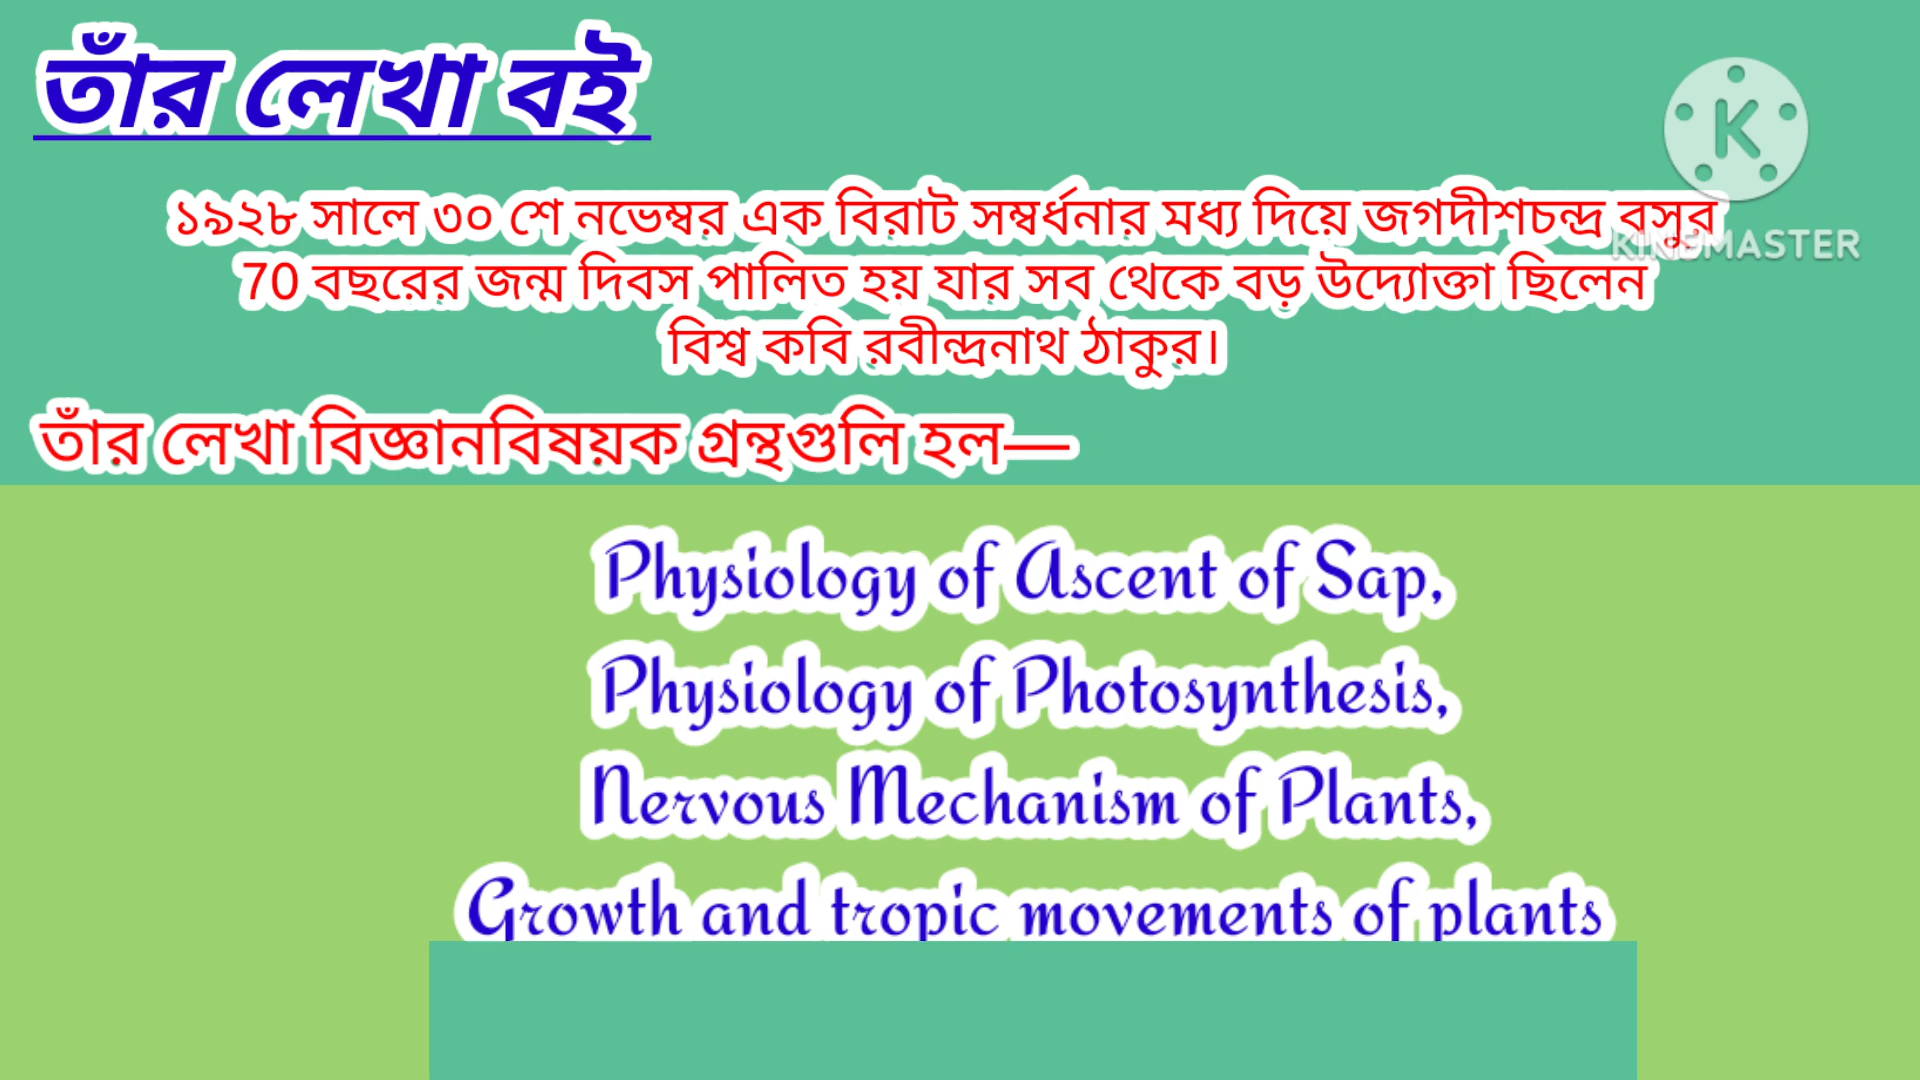 তাঁর লেখা বই
১৯২৮ সালে ৩০ শে নভেম্বর এক বিরাট সম্বর্ধনার মধ্য দিয়ে জগদীশচন্দ্র বসুর
70 বছরের জন্ম দিবস পালিত হয় যার সব থেকে বড় উদ্যোক্তা ছিলেন
বিশ্ব কবি রবীন্দ্রনাথ ঠাকুর।
K
KINEMASTER
তাঁর লেখা বিজ্ঞানবিষয়ক গ্রন্থগুলি হল—
Physiology of Ascent of Sap,
Physiology of Photosynthesis,
Nervous Mechanism of Plants,
Growth and tropic movements of plants